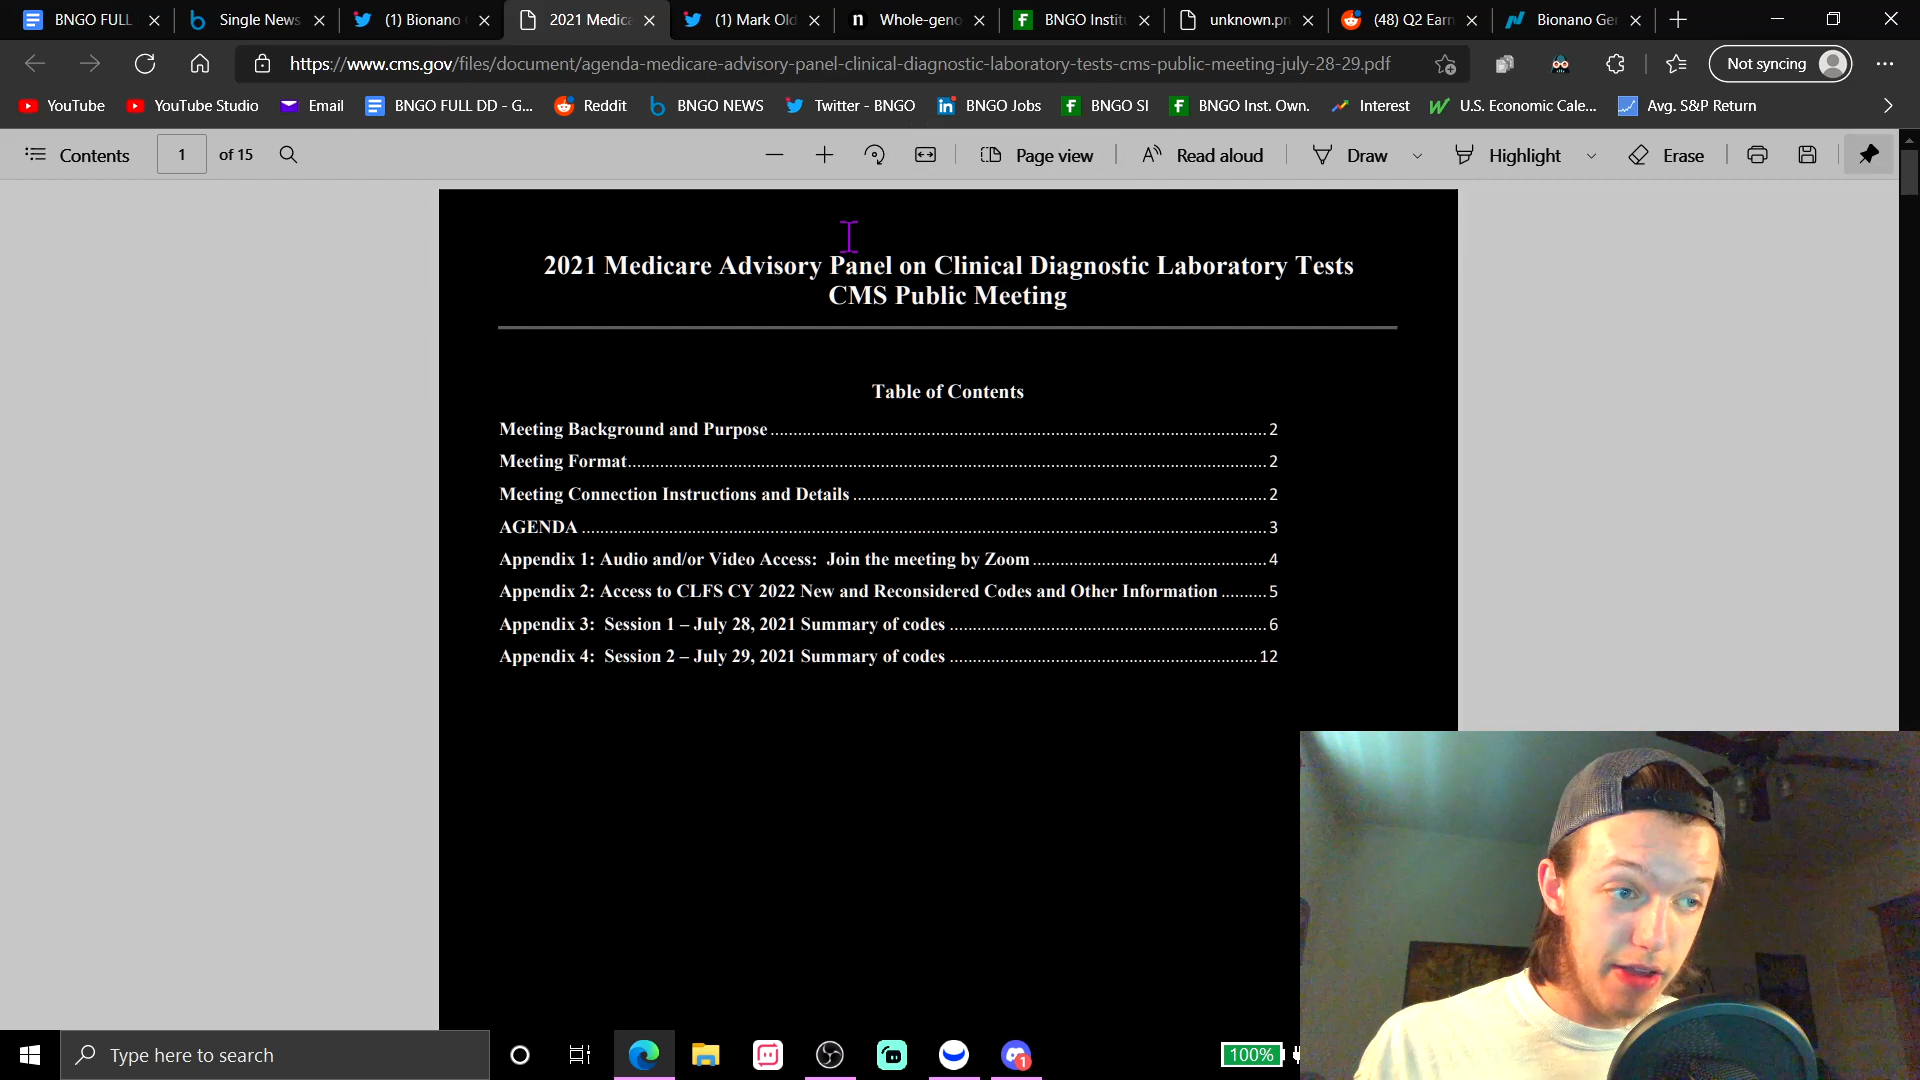 BNGO FULL
Single News
(1) Bionano
2021 Medica
(1) Mark Old
Whole-geno
BNGO Instit
unknown.pn
(48) Q2 Earn
Bionano Ger
https://www.cms.gov/files/document/agenda-medicare-advisory-panel-clinical-diagnostic-laboratory-tests-cms-public-meeting-july-28-29.pdf
Not syncing
YouTube
YouTube Studio
Email
BNGO FULL DD - G...
Reddit
BNGO NEWS
Twitter - BNGO
BNGO Jobs
BNGO SI
BNGO Inst. Own.
Interest
U.S. Economic Cale...
Avg. S&P Return
Contents
1
of 15
Page view
Read aloud
Draw
Highlight
Erase
2021 Medicare Advisory Panel on Clinical Diagnostic Laboratory Tests
CMS Public Meeting
Table of Contents
Meeting Background and Purpose 2
Meeting Format 2
Meeting Connection Instructions and Details 2
AGENDA 3
Appendix 1: Audio and/or Video Access: Join the meeting by Zoom 4
Appendix 2: Access to CLFS CY 2022 New and Reconsidered Codes and Other Information 5
Appendix 3: Session 1 – July 28, 2021 Summary of codes 6
Appendix 4: Session 2 – July 29, 2021 Summary of codes 12
Type here to search
1
100%